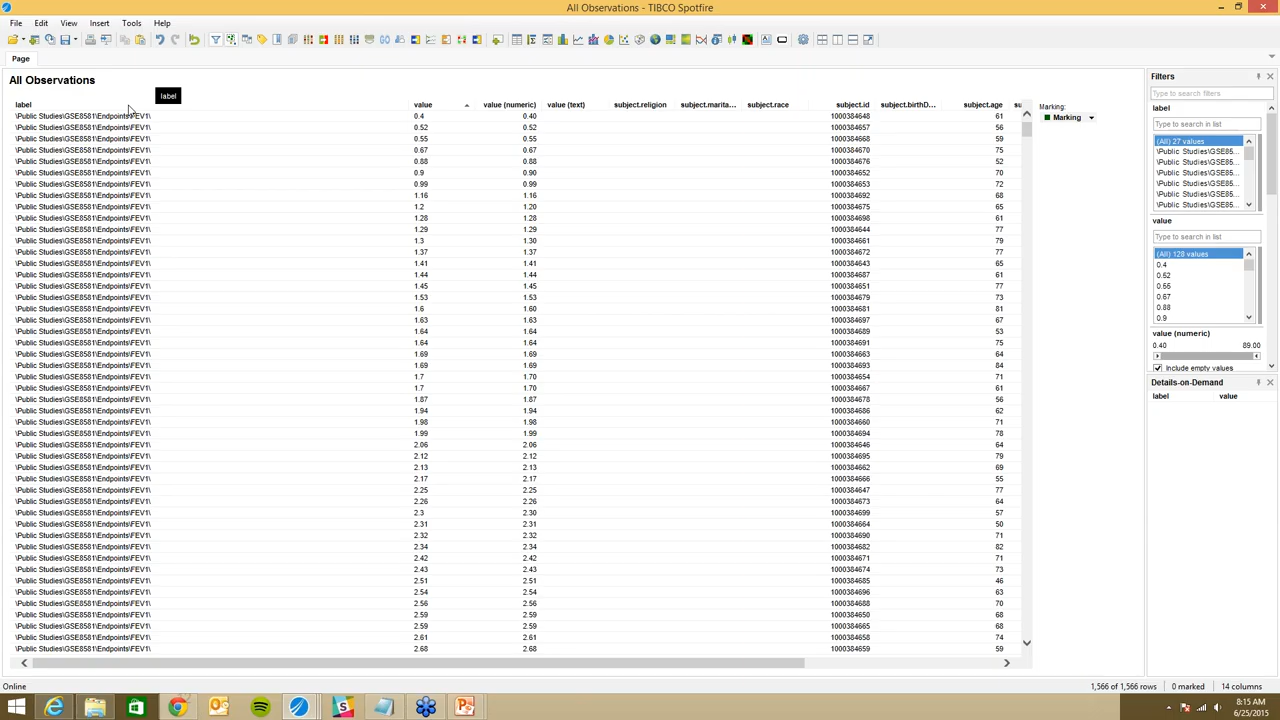 All Observations - TIBCO Spotfire
File Edit View Insert Tools Help
Page
All Observations
label
label value value (numeric) value (text) subject.religion subject.marita... subject.race subject.id subject.birthD... subject.age su
\Public Studies\GSE8581\Endpoints\FEV1\ 0.4 0.40 1000384648 61
\Public Studies\GSE8581\Endpoints\FEV1\ 0.52 0.52 1000384657 56
\Public Studies\GSE8581\Endpoints\FEV1\ 0.55 0.55 1000384668 59
\Public Studies\GSE8581\Endpoints\FEV1\ 0.67 0.67 1000384670 75
\Public Studies\GSE8581\Endpoints\FEV1\ 0.88 0.88 1000384676 52
\Public Studies\GSE8581\Endpoints\FEV1\ 0.9 0.90 1000384652 70
\Public Studies\GSE8581\Endpoints\FEV1\ 0.99 0.99 1000384653 72
\Public Studies\GSE8581\Endpoints\FEV1\ 1.16 1.16 1000384692 68
\Public Studies\GSE8581\Endpoints\FEV1\ 1.2 1.20 1000384675 65
\Public Studies\GSE8581\Endpoints\FEV1\ 1.28 1.28 1000384698 61
\Public Studies\GSE8581\Endpoints\FEV1\ 1.29 1.29 1000384644 77
\Public Studies\GSE8581\Endpoints\FEV1\ 1.3 1.30 1000384661 79
\Public Studies\GSE8581\Endpoints\FEV1\ 1.37 1.37 1000384672 77
\Public Studies\GSE8581\Endpoints\FEV1\ 1.41 1.41 1000384643 65
\Public Studies\GSE8581\Endpoints\FEV1\ 1.44 1.44 1000384687 61
\Public Studies\GSE8581\Endpoints\FEV1\ 1.45 1.45 1000384651 77
\Public Studies\GSE8581\Endpoints\FEV1\ 1.53 1.53 1000384679 73
\Public Studies\GSE8581\Endpoints\FEV1\ 1.6 1.60 1000384681 81
\Public Studies\GSE8581\Endpoints\FEV1\ 1.63 1.63 1000384697 67
\Public Studies\GSE8581\Endpoints\FEV1\ 1.64 1.64 1000384689 53
\Public Studies\GSE8581\Endpoints\FEV1\ 1.64 1.64 1000384691 75
\Public Studies\GSE8581\Endpoints\FEV1\ 1.69 1.69 1000384663 64
\Public Studies\GSE8581\Endpoints\FEV1\ 1.69 1.69 1000384693 84
\Public Studies\GSE8581\Endpoints\FEV1\ 1.7 1.70 1000384654 71
\Public Studies\GSE8581\Endpoints\FEV1\ 1.7 1.70 1000384667 61
\Public Studies\GSE8581\Endpoints\FEV1\ 1.87 1.87 1000384678 56
\Public Studies\GSE8581\Endpoints\FEV1\ 1.94 1.94 1000384686 62
\Public Studies\GSE8581\Endpoints\FEV1\ 1.98 1.98 1000384660 71
\Public Studies\GSE8581\Endpoints\FEV1\ 1.99 1.99 1000384694 78
\Public Studies\GSE8581\Endpoints\FEV1\ 2.06 2.06 1000384646 64
\Public Studies\GSE8581\Endpoints\FEV1\ 2.12 2.12 1000384695 79
\Public Studies\GSE8581\Endpoints\FEV1\ 2.13 2.13 1000384662 69
\Public Studies\GSE8581\Endpoints\FEV1\ 2.17 2.17 1000384666 55
\Public Studies\GSE8581\Endpoints\FEV1\ 2.25 2.25 1000384647 77
\Public Studies\GSE8581\Endpoints\FEV1\ 2.26 2.26 1000384673 64
\Public Studies\GSE8581\Endpoints\FEV1\ 2.3 2.30 1000384699 57
\Public Studies\GSE8581\Endpoints\FEV1\ 2.31 2.31 1000384664 50
\Public Studies\GSE8581\Endpoints\FEV1\ 2.32 2.32 1000384690 71
\Public Studies\GSE8581\Endpoints\FEV1\ 2.34 2.34 1000384682 82
\Public Studies\GSE8581\Endpoints\FEV1\ 2.42 2.42 1000384671 71
\Public Studies\GSE8581\Endpoints\FEV1\ 2.43 2.43 1000384674 73
\Public Studies\GSE8581\Endpoints\FEV1\ 2.51 2.51 1000384685 46
\Public Studies\GSE8581\Endpoints\FEV1\ 2.54 2.54 1000384696 63
\Public Studies\GSE8581\Endpoints\FEV1\ 2.56 2.56 1000384688 70
\Public Studies\GSE8581\Endpoints\FEV1\ 2.59 2.59 1000384650 68
\Public Studies\GSE8581\Endpoints\FEV1\ 2.59 2.59 1000384665 68
\Public Studies\GSE8581\Endpoints\FEV1\ 2.61 2.61 1000384658 74
\Public Studies\GSE8581\Endpoints\FEV1\ 2.68 2.68 1000384659 59
Marking:
Marking
Filters
Type to search filters
label
Type to search in list
(All) 27 values
\Public Studies\GSE85...
\Public Studies\GSE85...
\Public Studies\GSE85...
\Public Studies\GSE85...
\Public Studies\GSE85...
\Public Studies\GSE85...
value
Type to search in list
(All) 128 values
0.4
0.52
0.55
0.67
0.88
0.9
value (numeric)
0.40 89.00
Include empty values
Details-on-Demand
label value
Online 1,566 of 1,566 rows 0 marked 14 columns
8:15 AM
6/25/2015